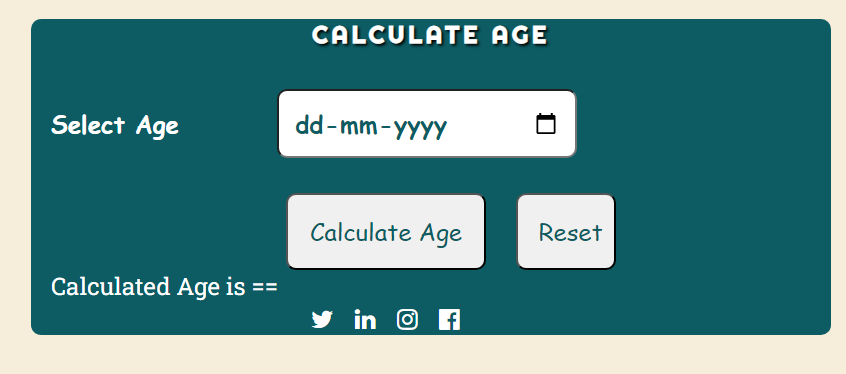 CALCULATE AGE
Select Age dd-mm-yyyy
Calculate Age Reset
Calculated Age is ==